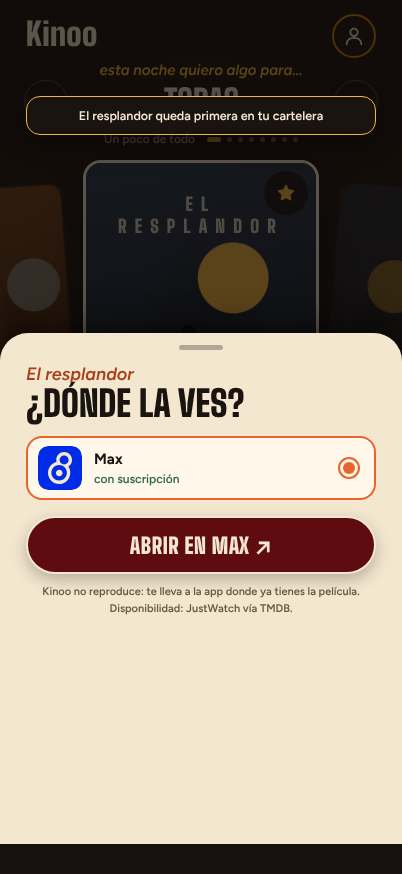 Kinoo
esta noche quiero algo para...
TODAS
El resplandor queda primera en tu cartelera
Un poco de todo
EL
RESPLANDOR
El resplandor
¿DÓNDE LA VES?
Max
con suscripción
ABRIR EN MAX ↗
Kinoo no reproduce: te lleva a la app donde ya tienes la película.
Disponibilidad: JustWatch vía TMDB.